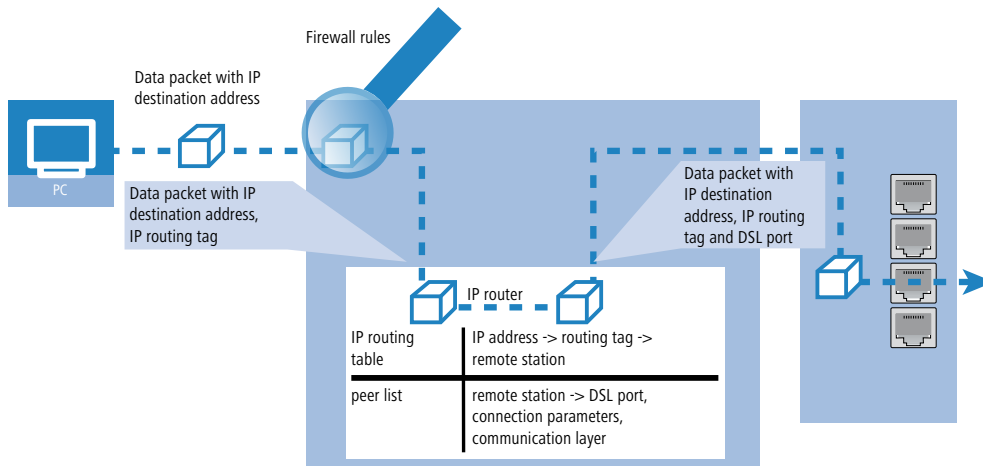 Firewall rules
Data packet with IP
destination address
PC
Data packet with IP
destination address,
IP routing tag
Data packet with
IP destination
address, IP routing
tag and DSL port
IP router
IP routing
table
IP address -> routing tag ->
remote station
peer list
remote station -> DSL port,
connection parameters,
communication layer